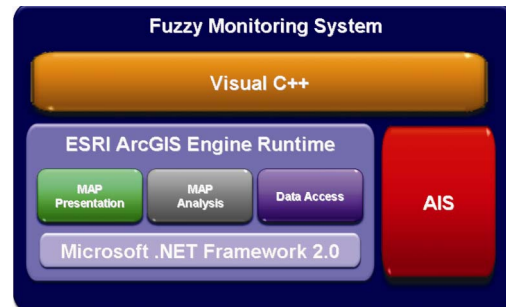 Fuzzy Monitoring System
Visual C++
ESRI ArcGIS Engine Runtime
MAP
Presentation
MAP
Analysis
Data Access
Microsoft .NET Framework 2.0
AIS